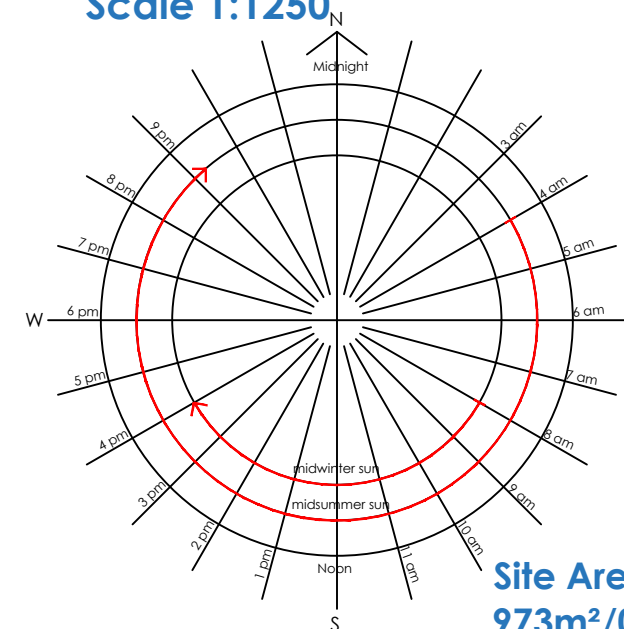 Scale 1:1250
N
Midnight
9 pm
3 am
8 pm
4 am
7 pm
5 am
W
6 pm
6 am
5 pm
7 am
4 pm
8 am
midwinter sun
3 pm
9 am
midsummer sun
2 pm
10 am
1 pm
Noon
11 am
Site Are
973m²/0
S